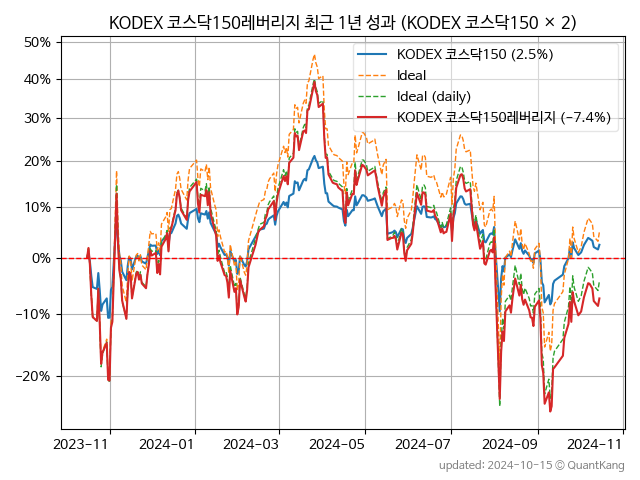 KODEX 코스닥150레버리지 최근 1년 성과 (KODEX 코스닥150 × 2)
50%
40%
30%
20%
10%
0%
−10%
−20%
KODEX 코스닥150 (2.5%)
Ideal
Ideal (daily)
KODEX 코스닥150레버리지 (−7.4%)
2023-11 2024-01 2024-03 2024-05 2024-07 2024-09 2024-11
updated: 2024-10-15 © QuantKang